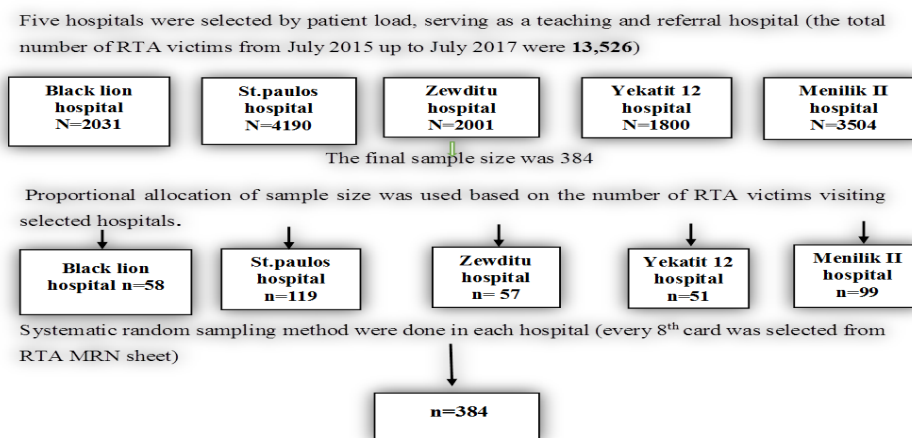 Five hospitals were selected by patient load, serving as a teaching and referral hospital (the total
number of RTA victims from July 2015 up to July 2017 were 13,526)
Black lion
hospital
N=2031
St.paulos
hospital
N=4190
Zewditu
hospital
N=2001
Yekatit 12
hospital
N=1800
Menilik II
hospital
N=3504
The final sample size was 384
Proportional allocation of sample size was used based on the number of RTA victims visiting
selected hospitals.
Black lion
hospital n=58
St.paulos
hospital
n=119
Zewditu
hospital
n= 57
Yekatit 12
hospital
n=51
Menilik II
hospital
n=99
Systematic random sampling method were done in each hospital (every 8th card was selected from
RTA MRN sheet)
n=384